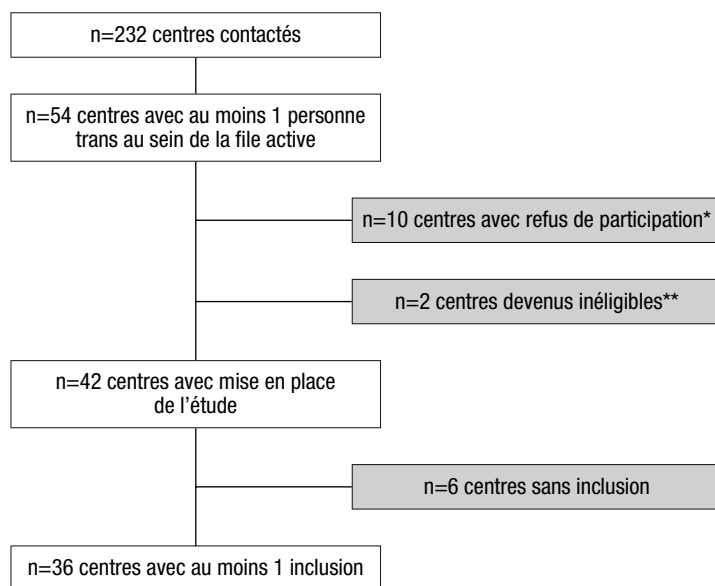 n=232 centres contactés
n=54 centres avec au moins 1 personne
trans au sein de la file active
n=10 centres avec refus de participation*
n=2 centres devenus inéligibles**
n=42 centres avec mise en place
de l’étude
n=6 centres sans inclusion
n=36 centres avec au moins 1 inclusion